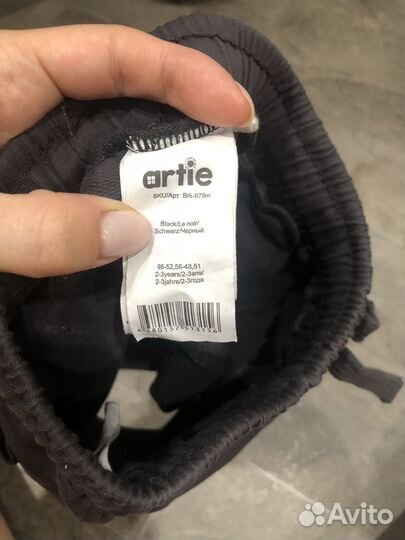 artie
SKU/Арт: Brk-078m
Black/Le noir/
Schwarz/Черный
98-52,56-48,51
2-3years/2-3ans/
2-3jahre/2-3года
Avito